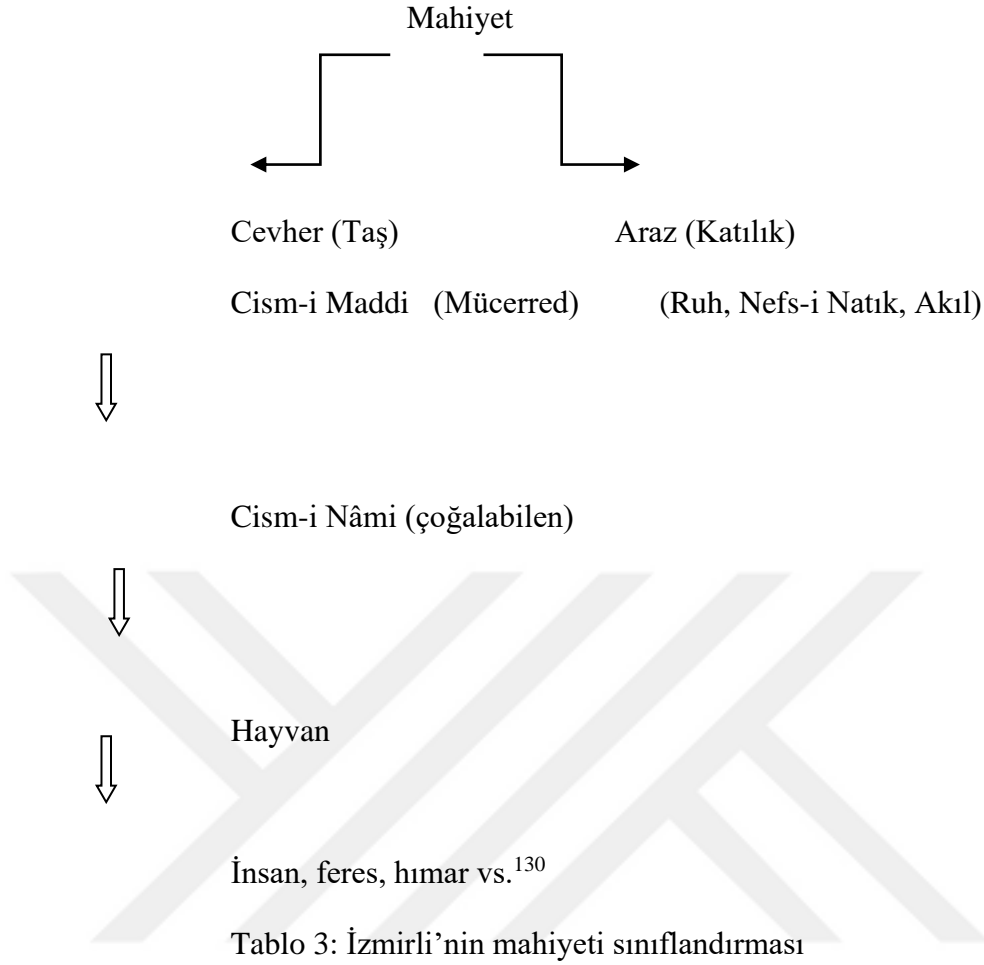 Mahiyet
Cevher (Taş) Araz (Katılık)
Cism-i Maddi (Mücerred) (Ruh, Nefs-i Natık, Akıl)
Cism-i Nâmi (çoğalabilen)
Hayvan
İnsan, feres, hımar vs.130
Tablo 3: İzmirli’nin mahiyeti sınıflandırması